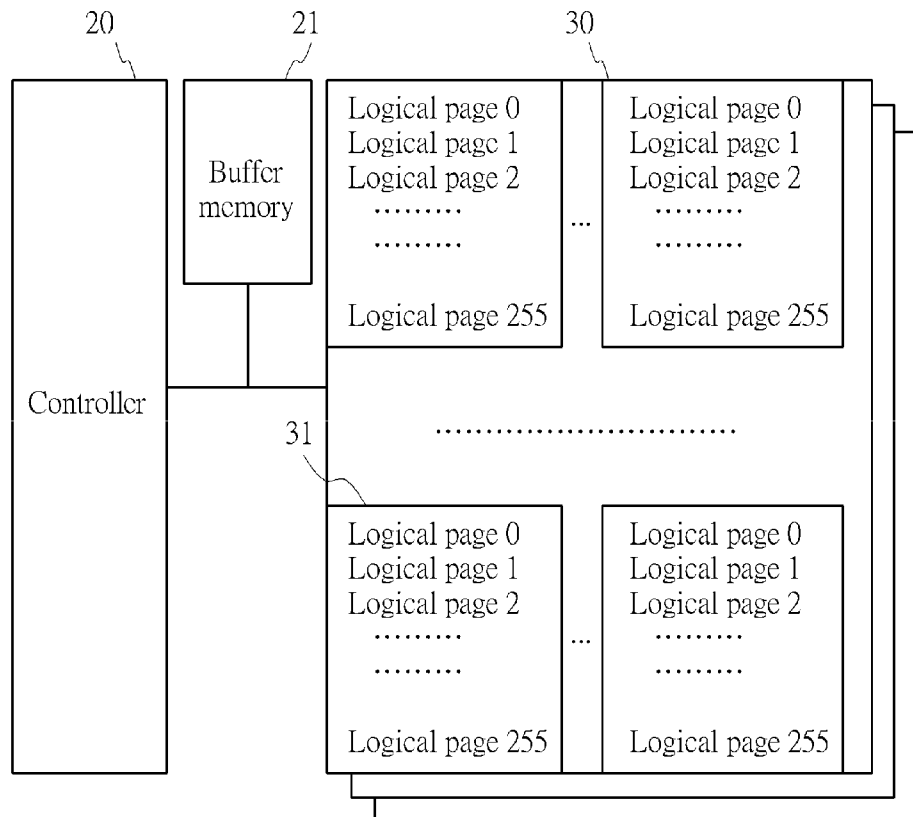 20
21
30
Logical page 0
Logical page 1
Logical page 2
.........
.........
Logical page 255
...
Logical page 0
Logical page 1
Logical page 2
.........
.........
Logical page 255
Buffer
memory
Controller
..............................
31
Logical page 0
Logical page 1
Logical page 2
.........
.........
Logical page 255
...
Logical page 0
Logical page 1
Logical page 2
.........
.........
Logical page 255